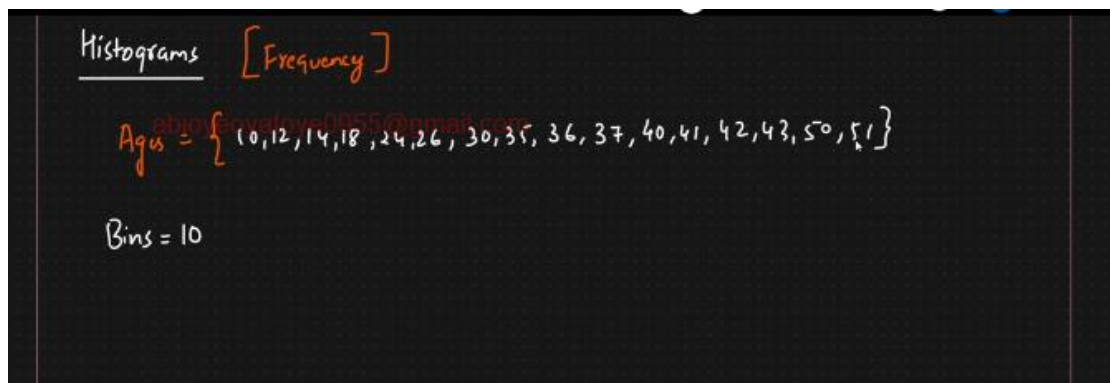 Histograms [Frequency]
Ages = { 10, 12, 14, 18, 24, 26, 30, 35, 36, 37, 40, 41, 42, 43, 50, 51 }
Bins = 10